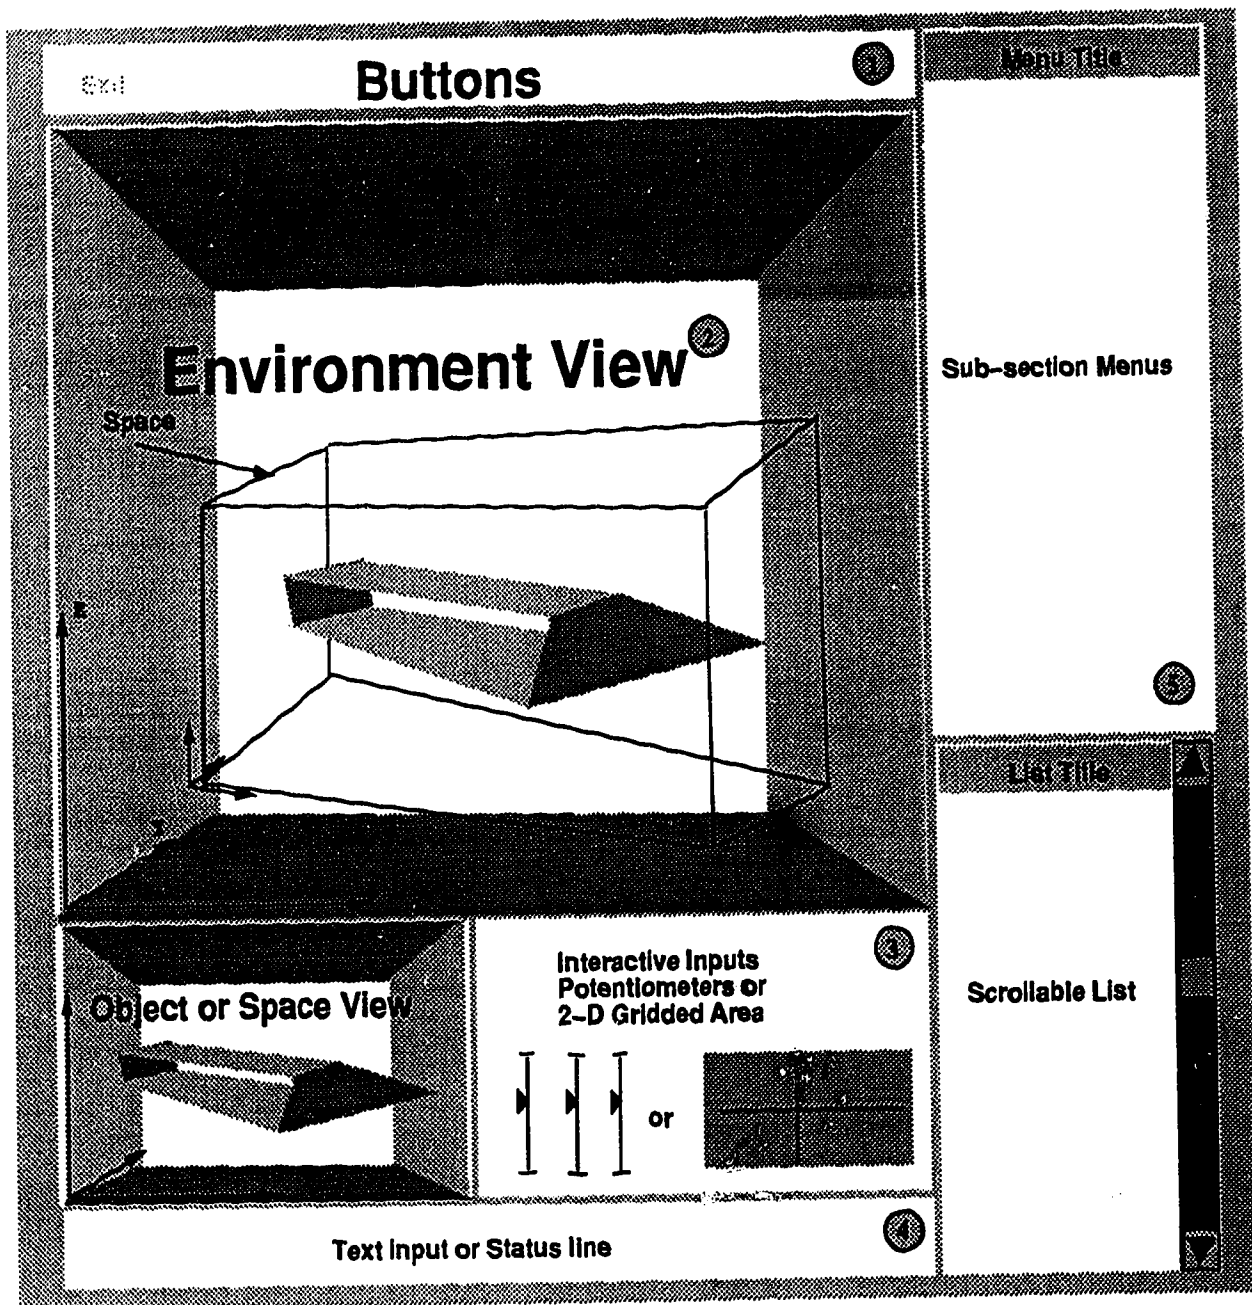 Exit
Buttons
1
Menu Title
Environment View
2
Space
Sub-section Menus
Z
5
List Title
Y
Object or Space View
3
Interactive Inputs
Potentiometers or
2-D Gridded Area
or
Scrollable List
4
Text Input or Status line